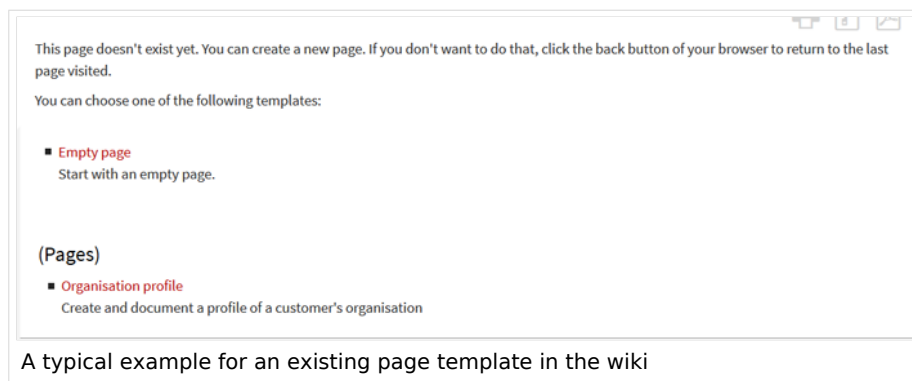 This page doesn't exist yet. You can create a new page. If you don't want to do that, click the back button of your browser to return to the last
page visited.
You can choose one of the following templates:
Empty page
Start with an empty page.
(Pages)
Organisation profile
Create and document a profile of a customer's organisation
A typical example for an existing page template in the wiki